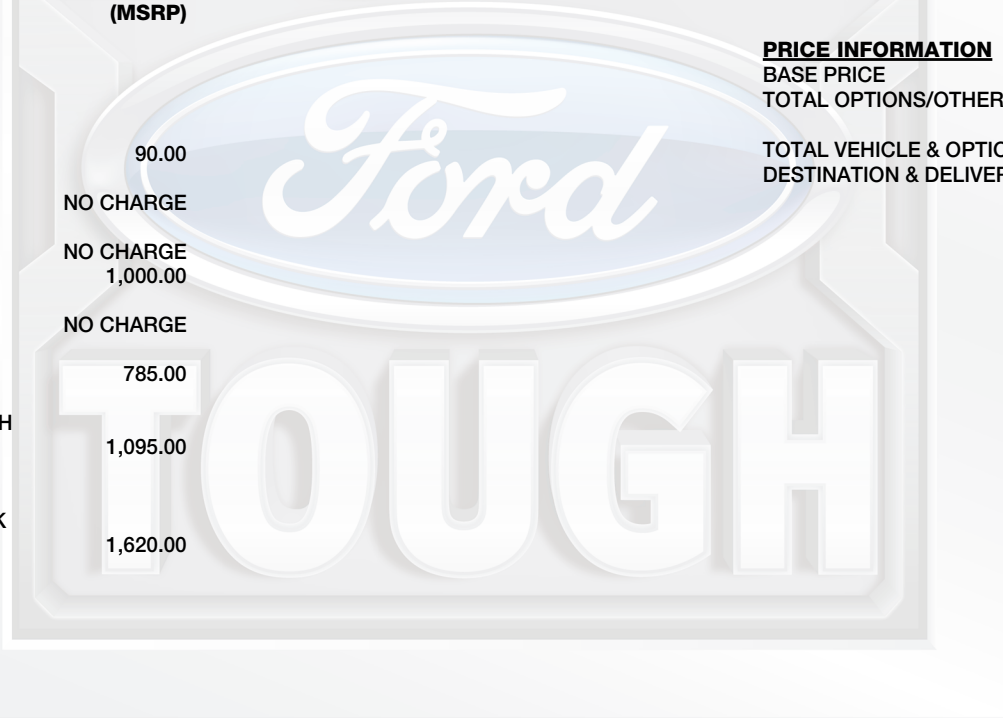 (MSRP)
90.00
NO CHARGE
NO CHARGE
1,000.00
NO CHARGE
785.00
H
1,095.00
K
1,620.00
PRICE INFORMATION
BASE PRICE
TOTAL OPTIONS/OTHER
TOTAL VEHICLE & OPTIO
DESTINATION & DELIVER
Ford
TOUGH